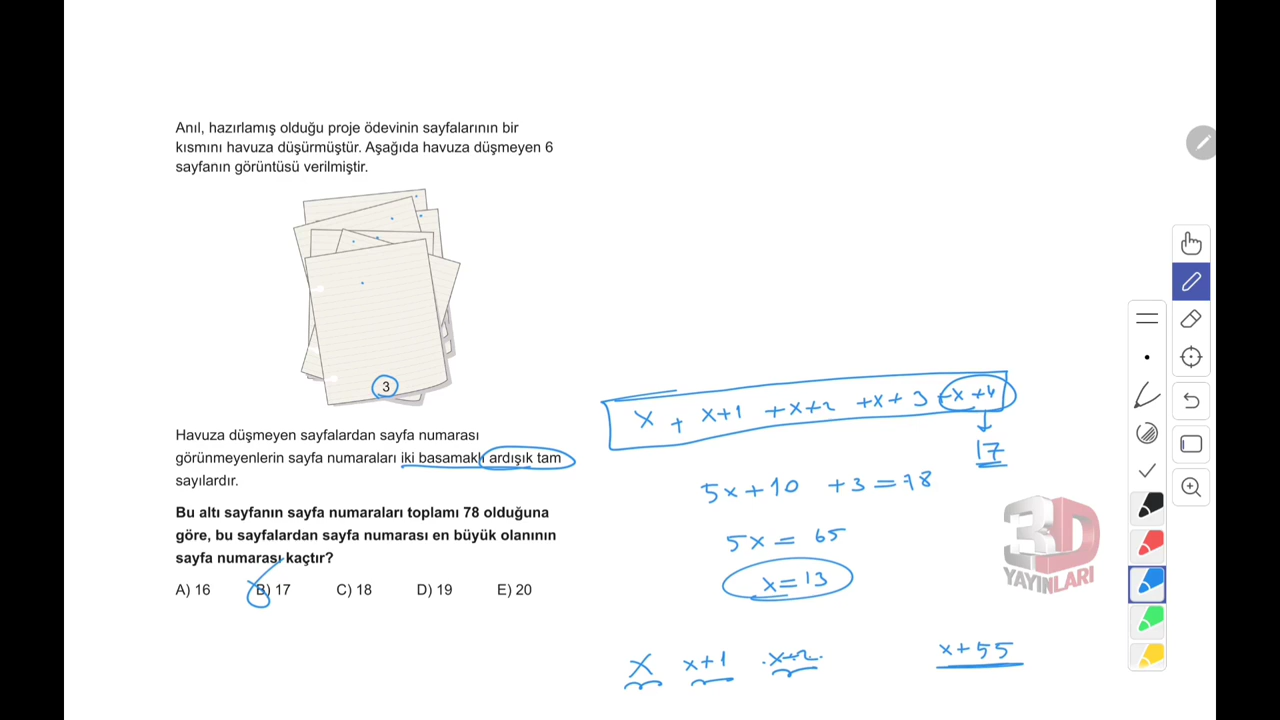 Anıl, hazırlamış olduğu proje ödevinin sayfalarının bir
kısmını havuza düşürmüştür. Aşağıda havuza düşmeyen 6
sayfanın görüntüsü verilmiştir.
3
Havuza düşmeyen sayfalardan sayfa numarası
görünmeyenlerin sayfa numaraları iki basamaklı ardışık tam
sayılardır.
Bu altı sayfanın sayfa numaraları toplamı 78 olduğuna
göre, bu sayfalardan sayfa numarası en büyük olanının
sayfa numarası kaçtır?
A) 16 B) 17 C) 18 D) 19 E) 20
x + x+1 +x+2 +x+3 +x+4
17
5x+10 +3=78
5x = 65
x=13
x x+1 x+2 x+55
3D
YAYINLARI